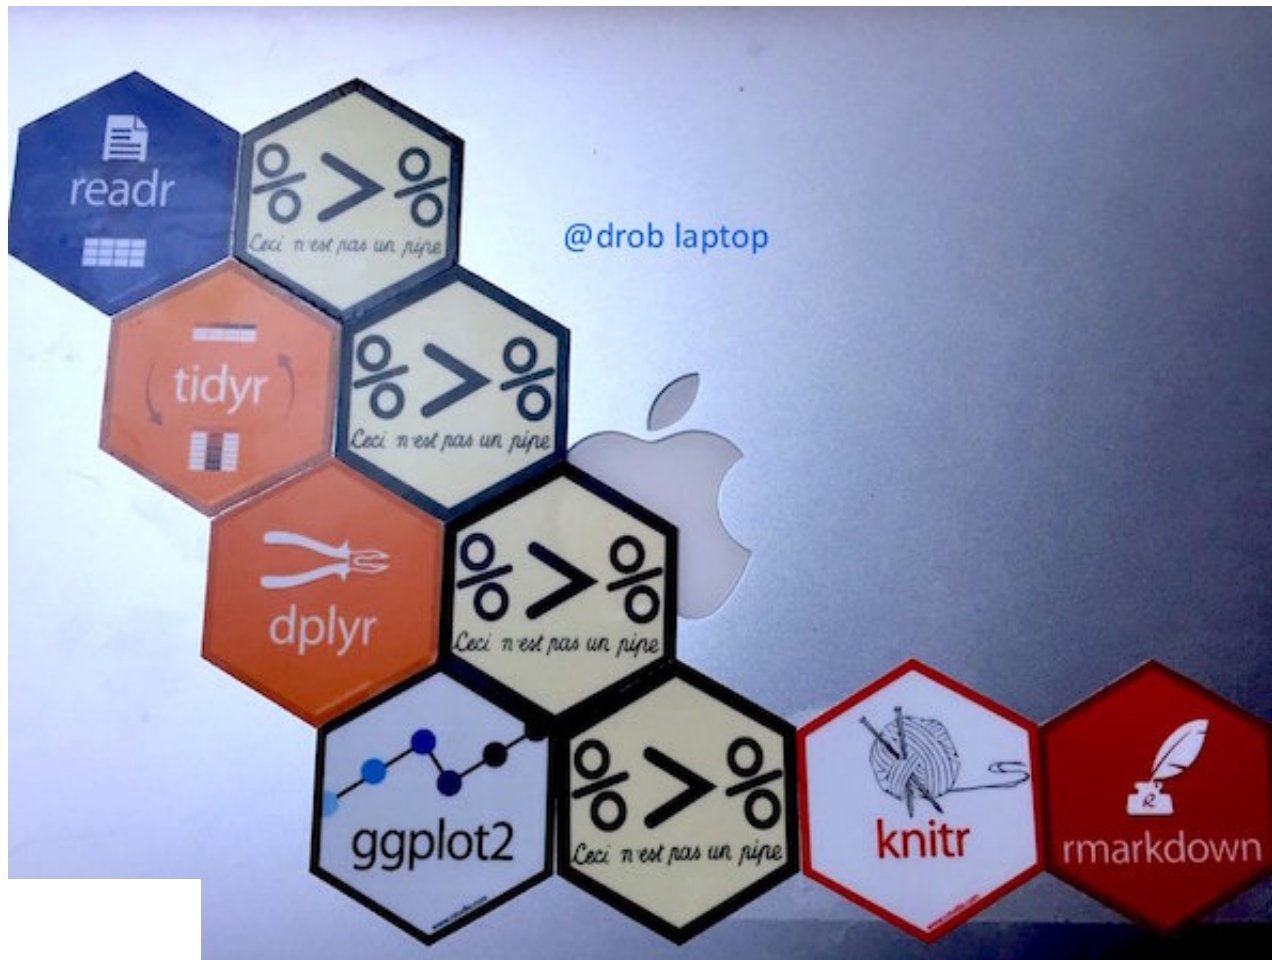 readr
%>%
Ceci n'est pas un pipe
@drob laptop
tidyr
%>%
Ceci n'est pas un pipe
dplyr
%>%
Ceci n'est pas un pipe
ggplot2
%>%
Ceci n'est pas un pipe
knitr
rmarkdown